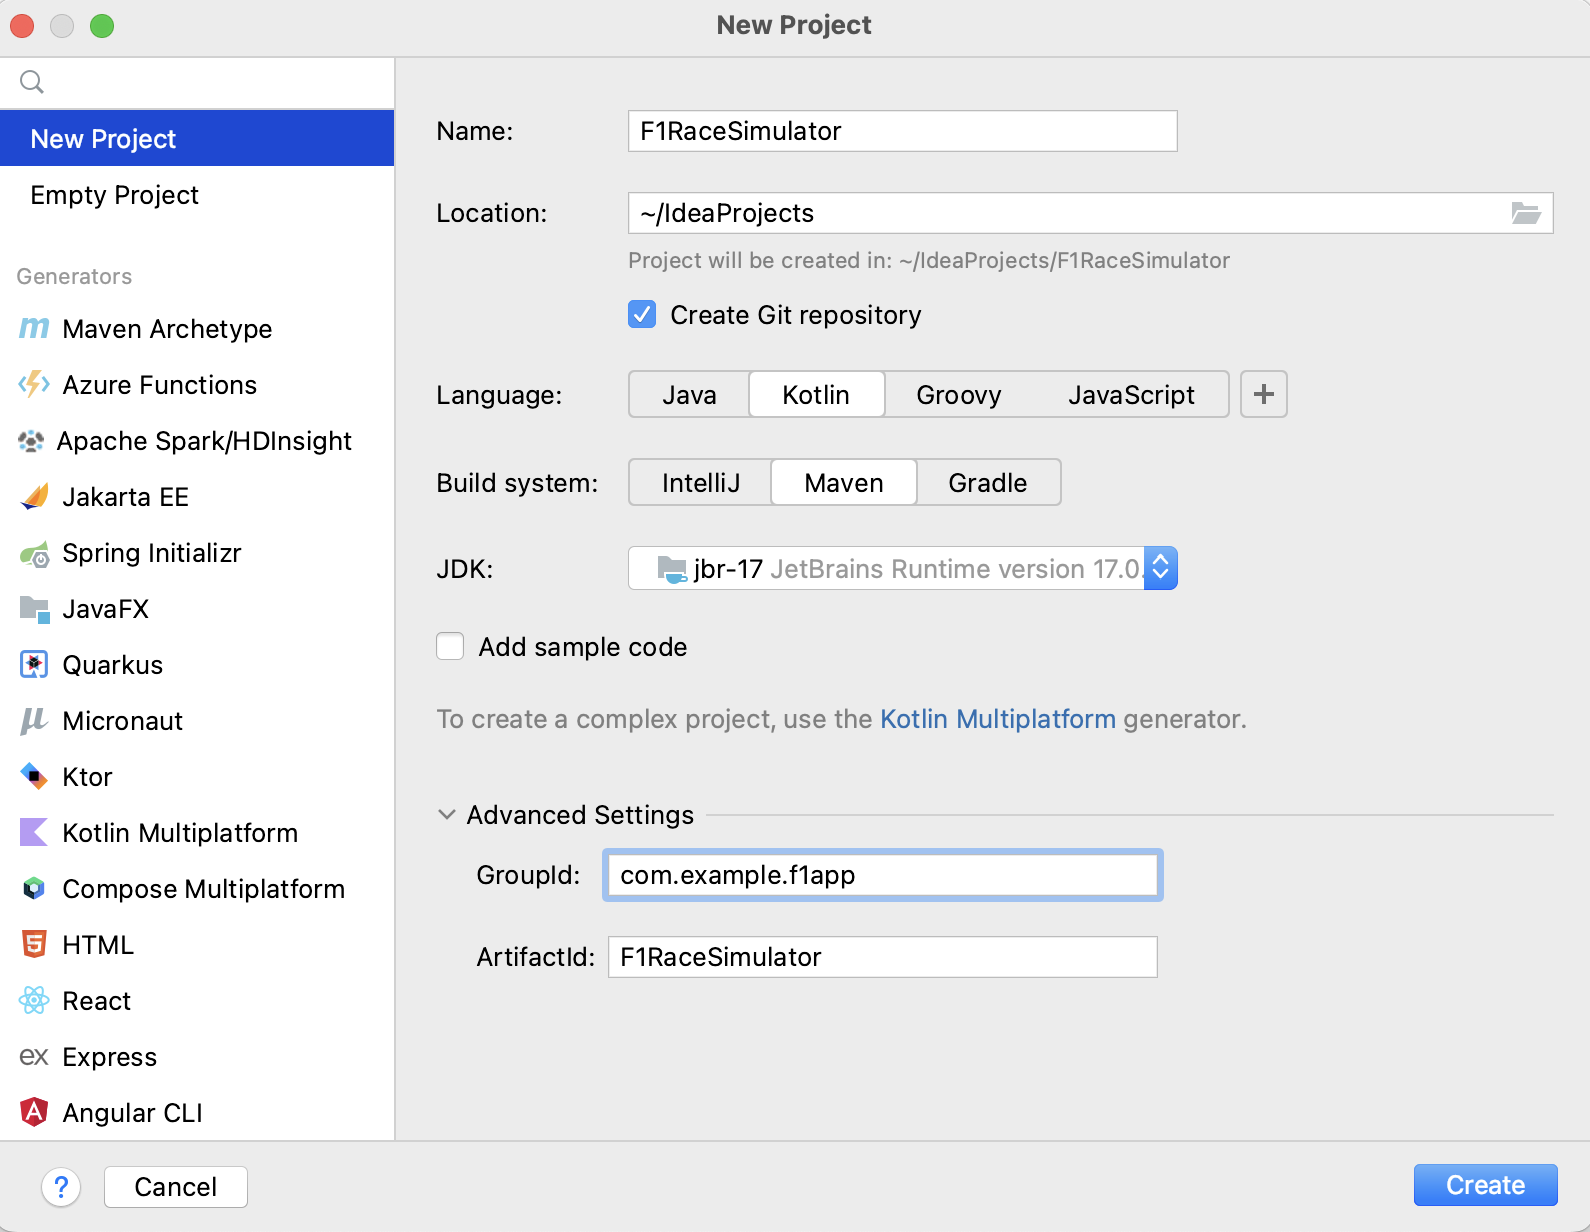 New Project
New Project
Empty Project
Generators
Maven Archetype
Azure Functions
Apache Spark/HDInsight
Jakarta EE
Spring Initializr
JavaFX
Quarkus
Micronaut
Ktor
Kotlin Multiplatform
Compose Multiplatform
HTML
React
ex Express
Angular CLI
Name: F1RaceSimulator
Location: ~/IdeaProjects
Project will be created in: ~/IdeaProjects/F1RaceSimulator
Create Git repository
Language: Java Kotlin Groovy JavaScript +
Build system: IntelliJ Maven Gradle
JDK: jbr-17 JetBrains Runtime version 17.0.
Add sample code
To create a complex project, use the Kotlin Multiplatform generator.
Advanced Settings
GroupId: com.example.f1app
ArtifactId: F1RaceSimulator
? Cancel Create